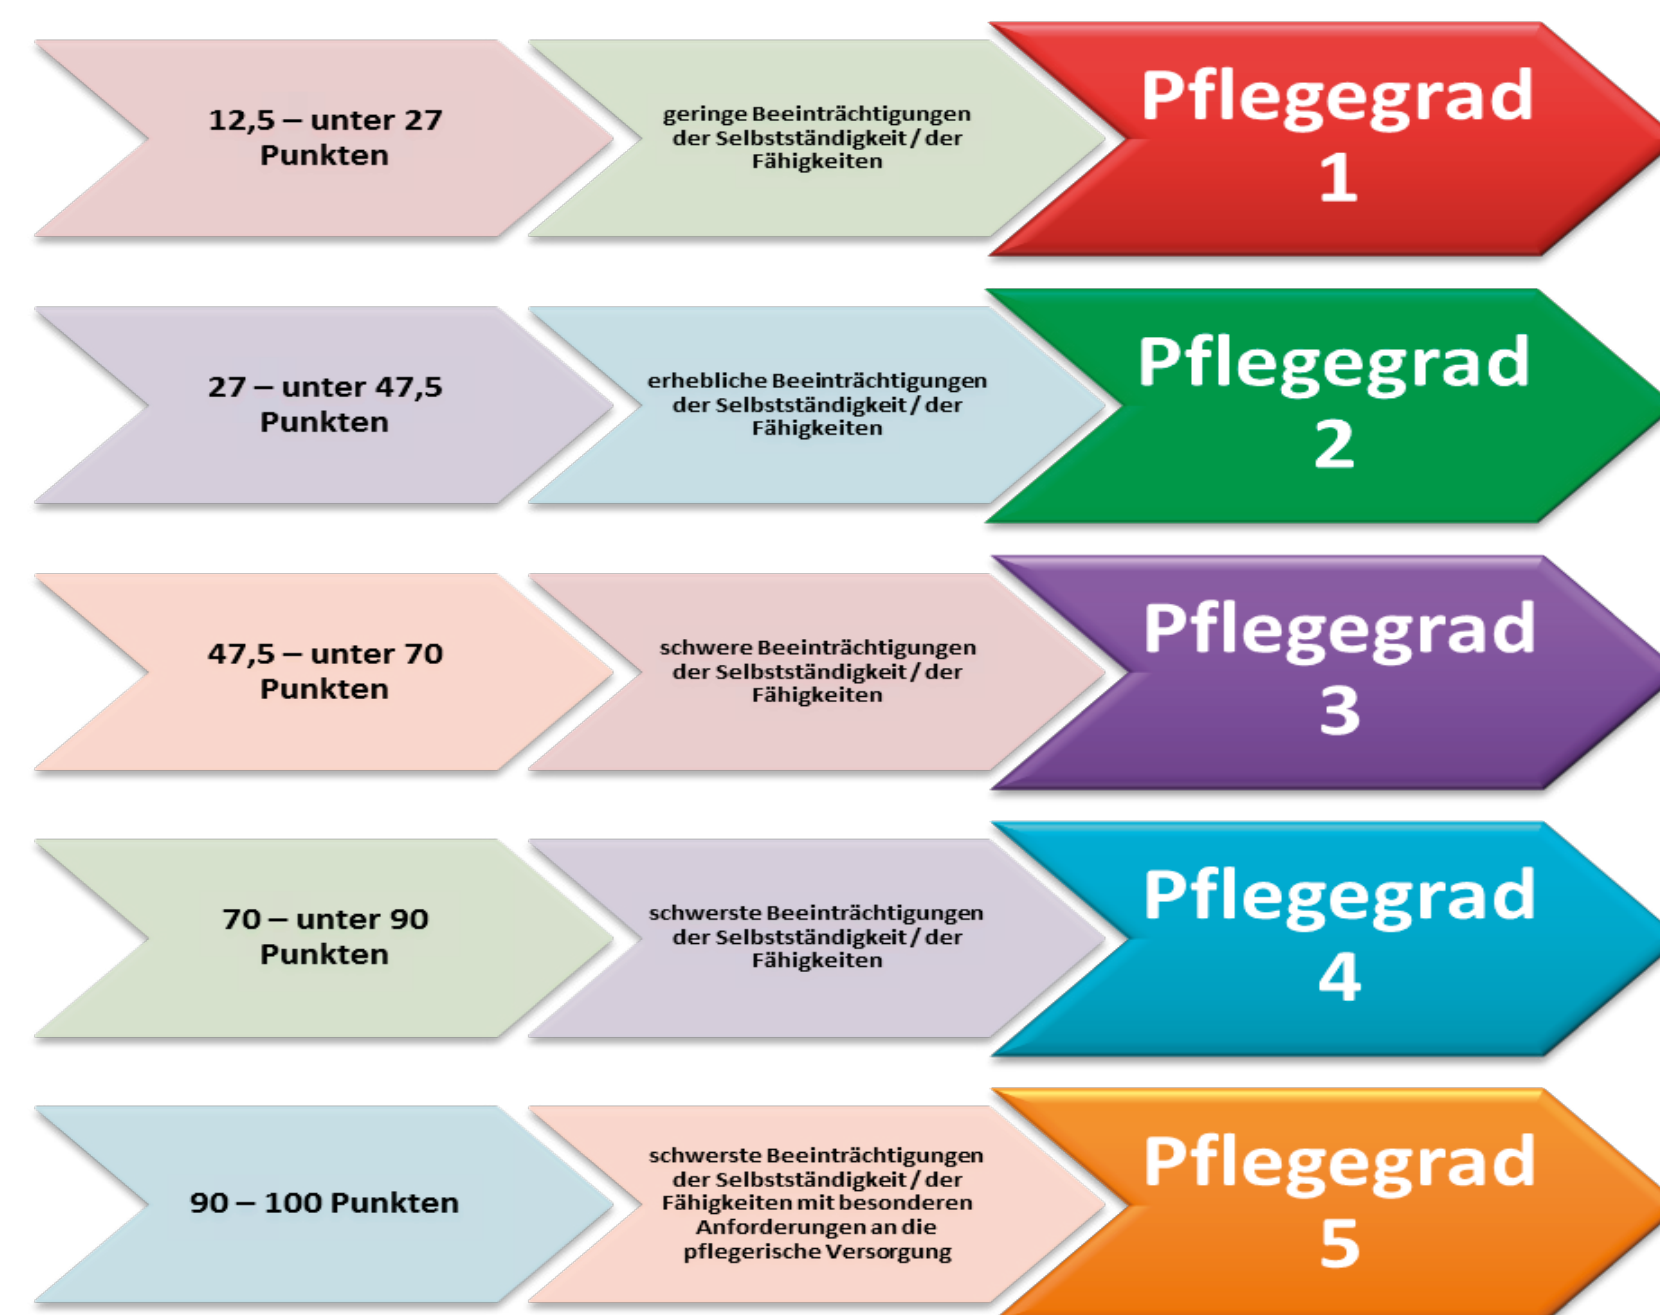 12,5 – unter 27
Punkten
geringe Beeinträchtigungen
der Selbstständigkeit / der
Fähigkeiten
Pflegegrad
1
27 – unter 47,5
Punkten
erhebliche Beeinträchtigungen
der Selbstständigkeit / der
Fähigkeiten
Pflegegrad
2
47,5 – unter 70
Punkten
schwere Beeinträchtigungen
der Selbstständigkeit / der
Fähigkeiten
Pflegegrad
3
70 – unter 90
Punkten
schwerste Beeinträchtigungen
der Selbstständigkeit / der
Fähigkeiten
Pflegegrad
4
90 – 100 Punkten
schwerste Beeinträchtigungen
der Selbstständigkeit / der
Fähigkeiten mit besonderen
Anforderungen an die
pflegerische Versorgung
Pflegegrad
5